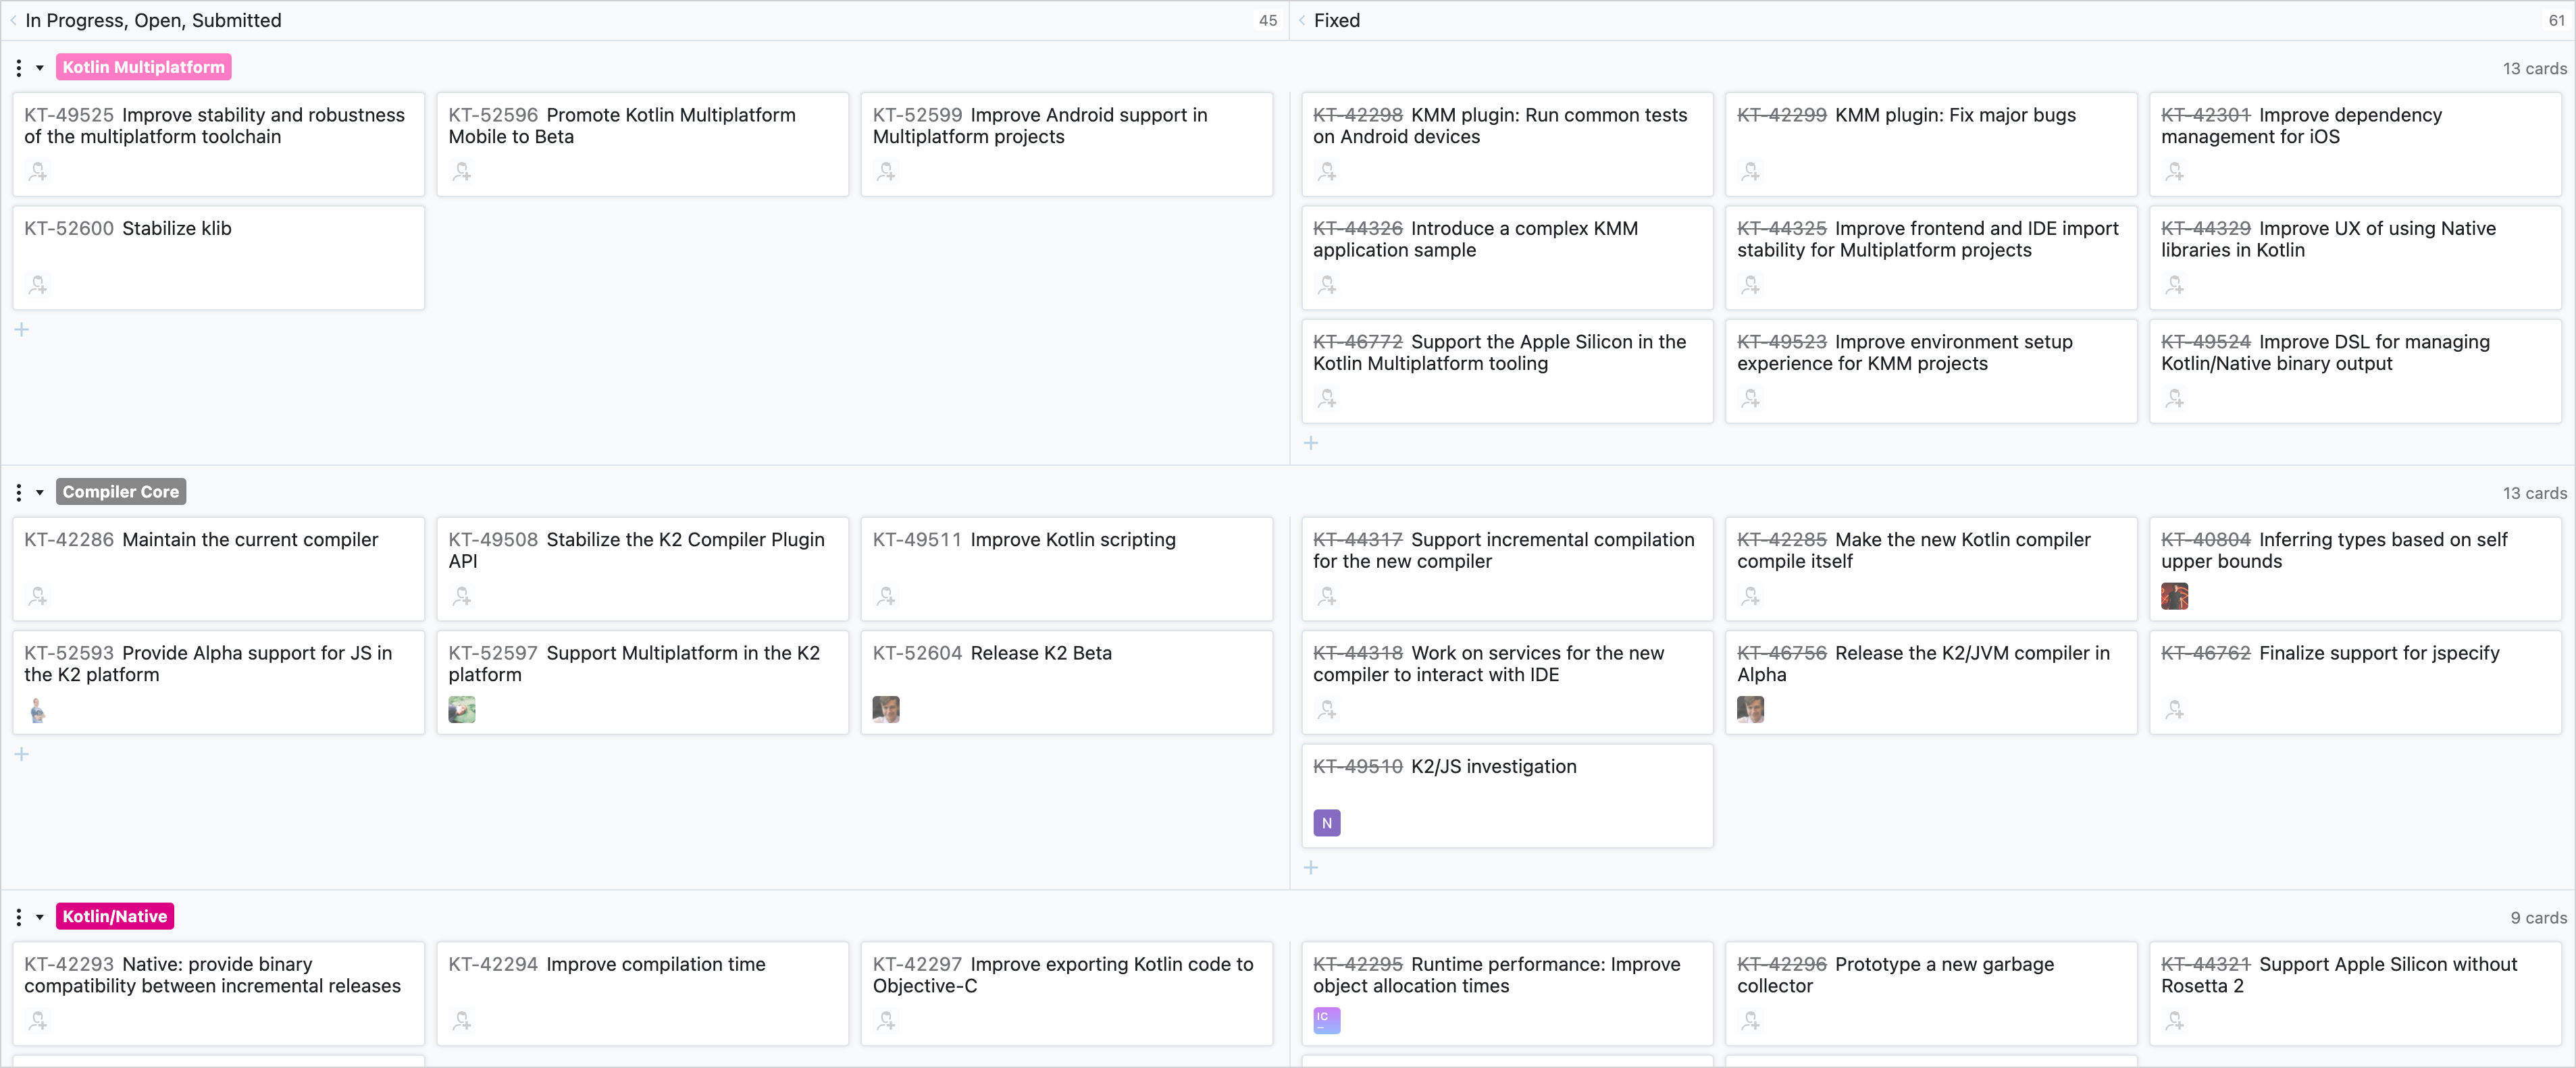 In Progress, Open, Submitted
45
Fixed
61
Kotlin Multiplatform
13 cards
KT-49525 Improve stability and robustness
of the multiplatform toolchain
KT-52596 Promote Kotlin Multiplatform
Mobile to Beta
KT-52599 Improve Android support in
Multiplatform projects
KT-42298 KMM plugin: Run common tests
on Android devices
KT-42299 KMM plugin: Fix major bugs
KT-42301 Improve dependency
management for iOS
KT-52600 Stabilize klib
KT-44326 Introduce a complex KMM
application sample
KT-44325 Improve frontend and IDE import
stability for Multiplatform projects
KT-44329 Improve UX of using Native
libraries in Kotlin
KT-46772 Support the Apple Silicon in the
Kotlin Multiplatform tooling
KT-49523 Improve environment setup
experience for KMM projects
KT-49524 Improve DSL for managing
Kotlin/Native binary output
Compiler Core
13 cards
KT-42286 Maintain the current compiler
KT-49508 Stabilize the K2 Compiler Plugin
API
KT-49511 Improve Kotlin scripting
KT-44317 Support incremental compilation
for the new compiler
KT-42285 Make the new Kotlin compiler
compile itself
KT-40804 Inferring types based on self
upper bounds
KT-52593 Provide Alpha support for JS in
the K2 platform
KT-52597 Support Multiplatform in the K2
platform
KT-52604 Release K2 Beta
KT-44318 Work on services for the new
compiler to interact with IDE
KT-46756 Release the K2/JVM compiler in
Alpha
KT-46762 Finalize support for jspecify
KT-49510 K2/JS investigation
N
Kotlin/Native
9 cards
KT-42293 Native: provide binary
compatibility between incremental releases
KT-42294 Improve compilation time
KT-42297 Improve exporting Kotlin code to
Objective-C
KT-42295 Runtime performance: Improve
object allocation times
IC
KT-42296 Prototype a new garbage
collector
KT-44321 Support Apple Silicon without
Rosetta 2